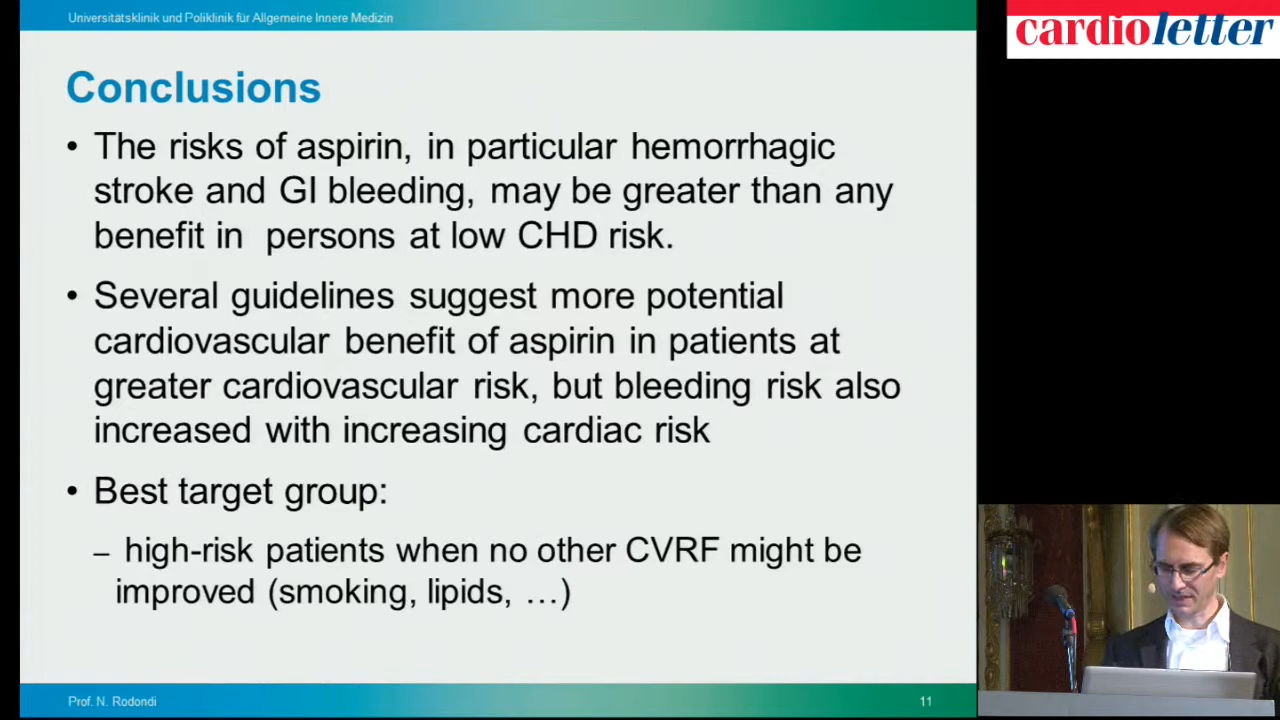 Universitätsklinik und Poliklinik für Allgemeine Innere Medizin
cardioletter
Conclusions
• The risks of aspirin, in particular hemorrhagic
stroke and GI bleeding, may be greater than any
benefit in persons at low CHD risk.
• Several guidelines suggest more potential
cardiovascular benefit of aspirin in patients at
greater cardiovascular risk, but bleeding risk also
increased with increasing cardiac risk
• Best target group:
– high-risk patients when no other CVRF might be
improved (smoking, lipids, …)
Prof. N. Rodondi
11